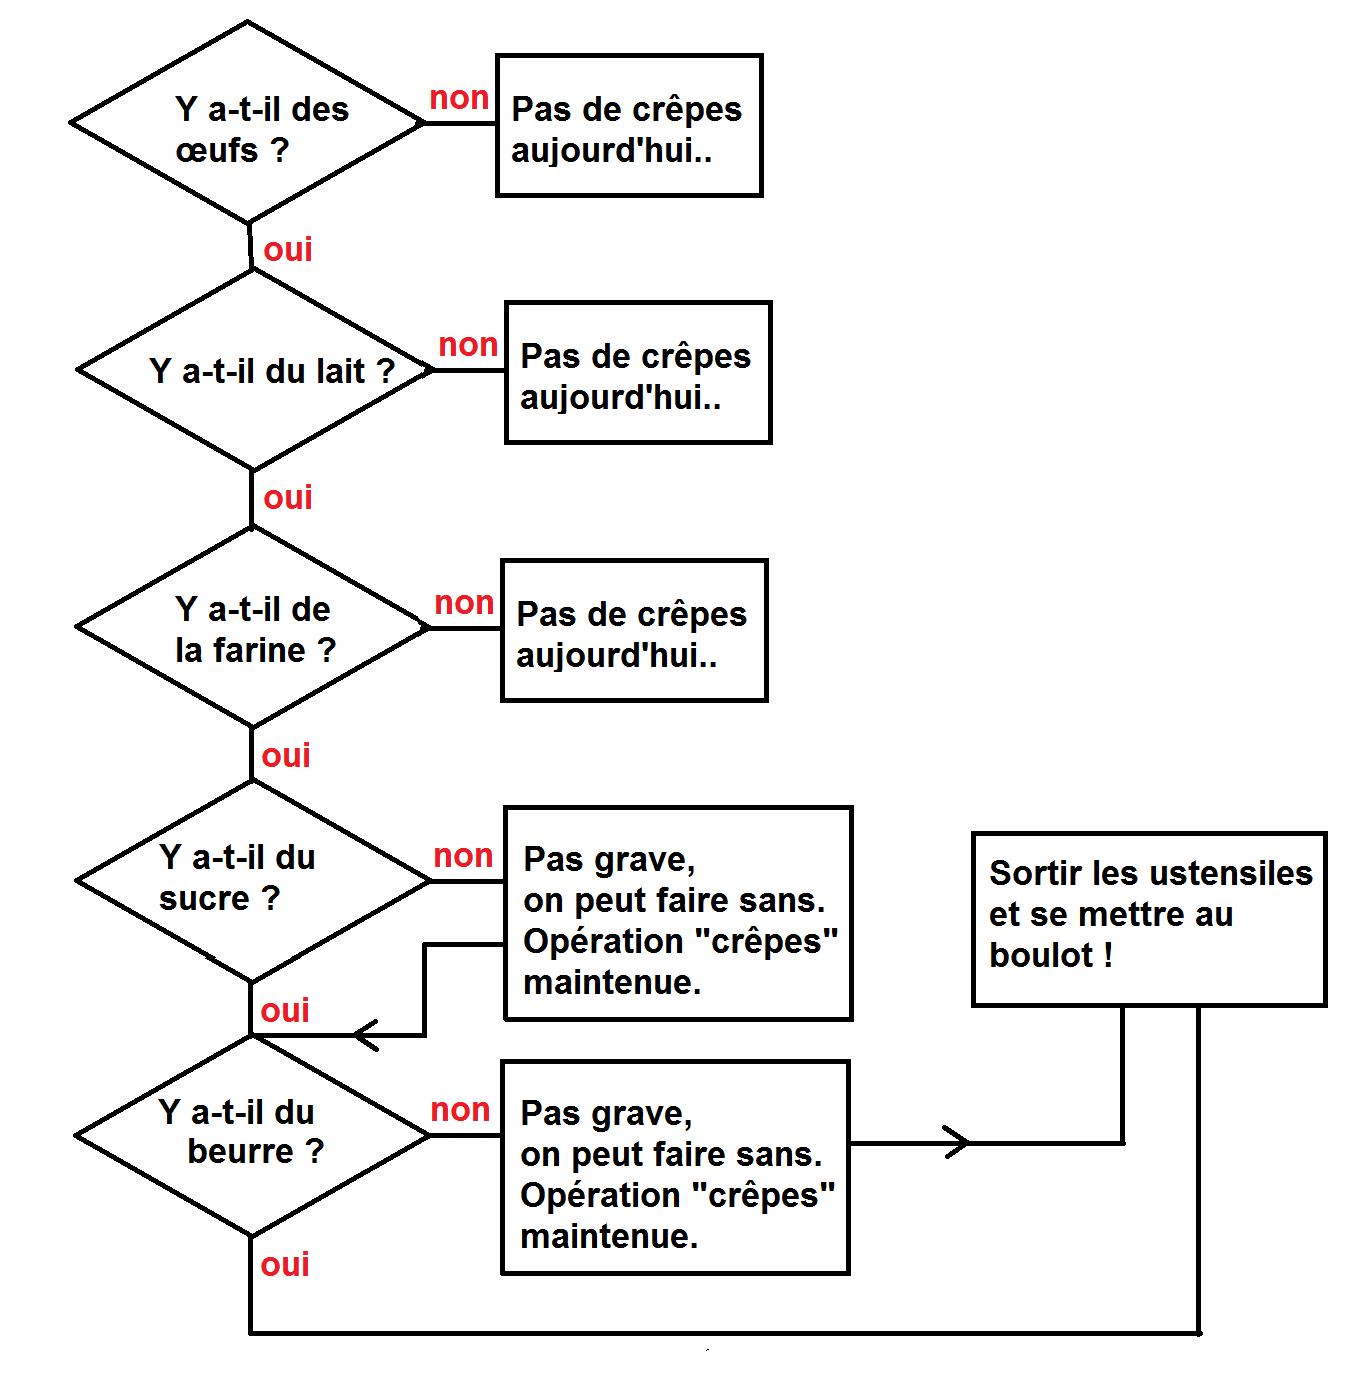 Y a-t-il des
œufs ?
non
Pas de crêpes
aujourd'hui..
oui
Y a-t-il du lait ?
non
Pas de crêpes
aujourd'hui..
oui
Y a-t-il de
la farine ?
non
Pas de crêpes
aujourd'hui..
oui
Y a-t-il du
sucre ?
non
Pas grave,
on peut faire sans.
Opération "crêpes"
maintenue.
oui
Y a-t-il du
beurre ?
non
Pas grave,
on peut faire sans.
Opération "crêpes"
maintenue.
oui
Sortir les ustensiles
et se mettre au
boulot !